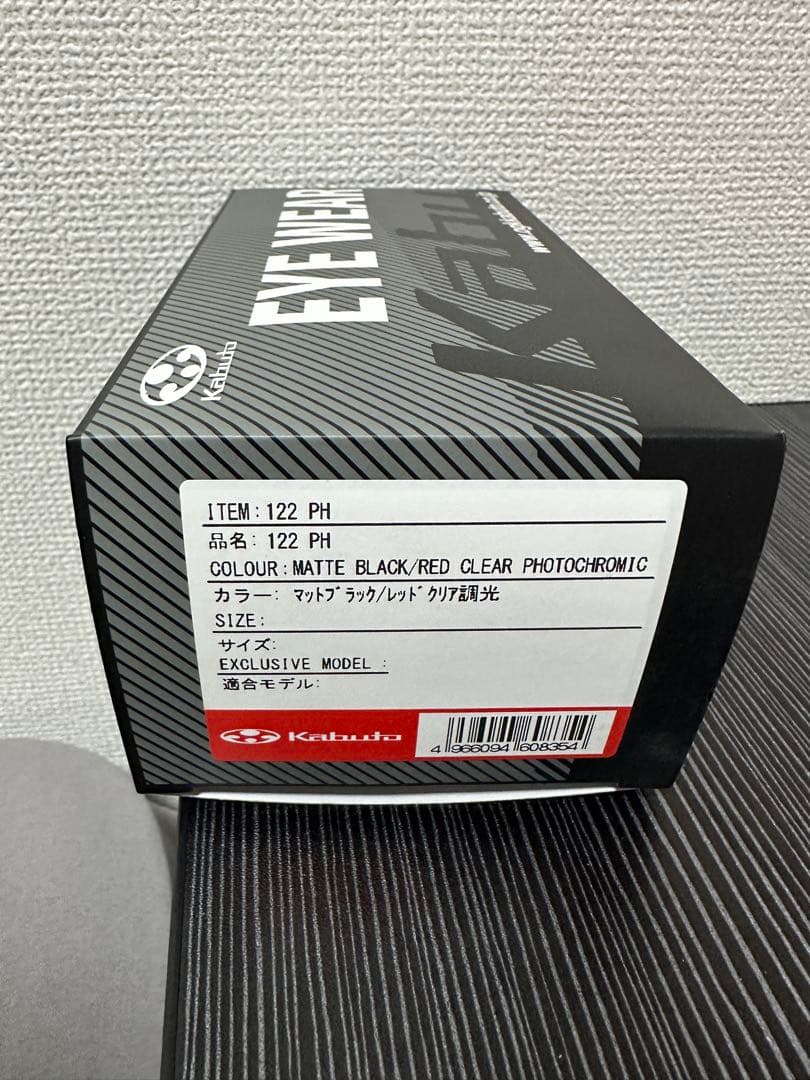 EYE WEAR
Kabuto
Kabuto
ITEM: 122 PH
品名: 122 PH
COLOUR: MATTE BLACK/RED CLEAR PHOTOCHROMIC
カラー: ﾏｯﾄﾌﾞﾗｯｸ/ﾚｯﾄﾞｸﾘｱ調光
SIZE:
サイズ:
EXCLUSIVE MODEL :
適合モデル:
Kabuto
4 966094 608354